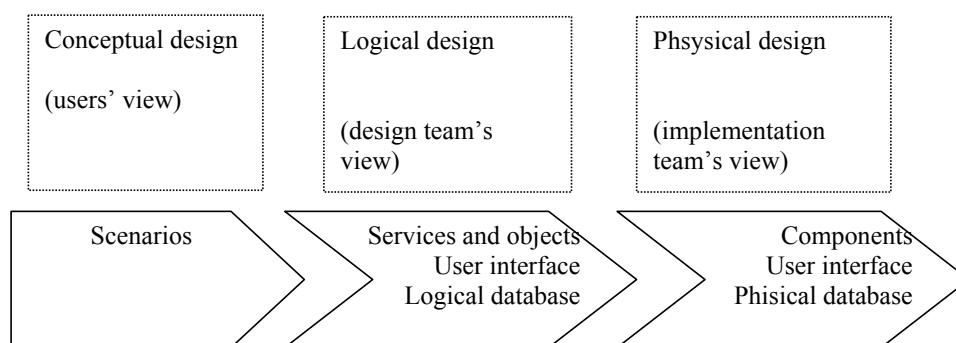 Conceptual design
(users’ view)
Logical design
(design team’s
view)
Phsysical design
(implementation
team’s view)
Scenarios
Services and objects
User interface
Logical database
Components
User interface
Phisical database